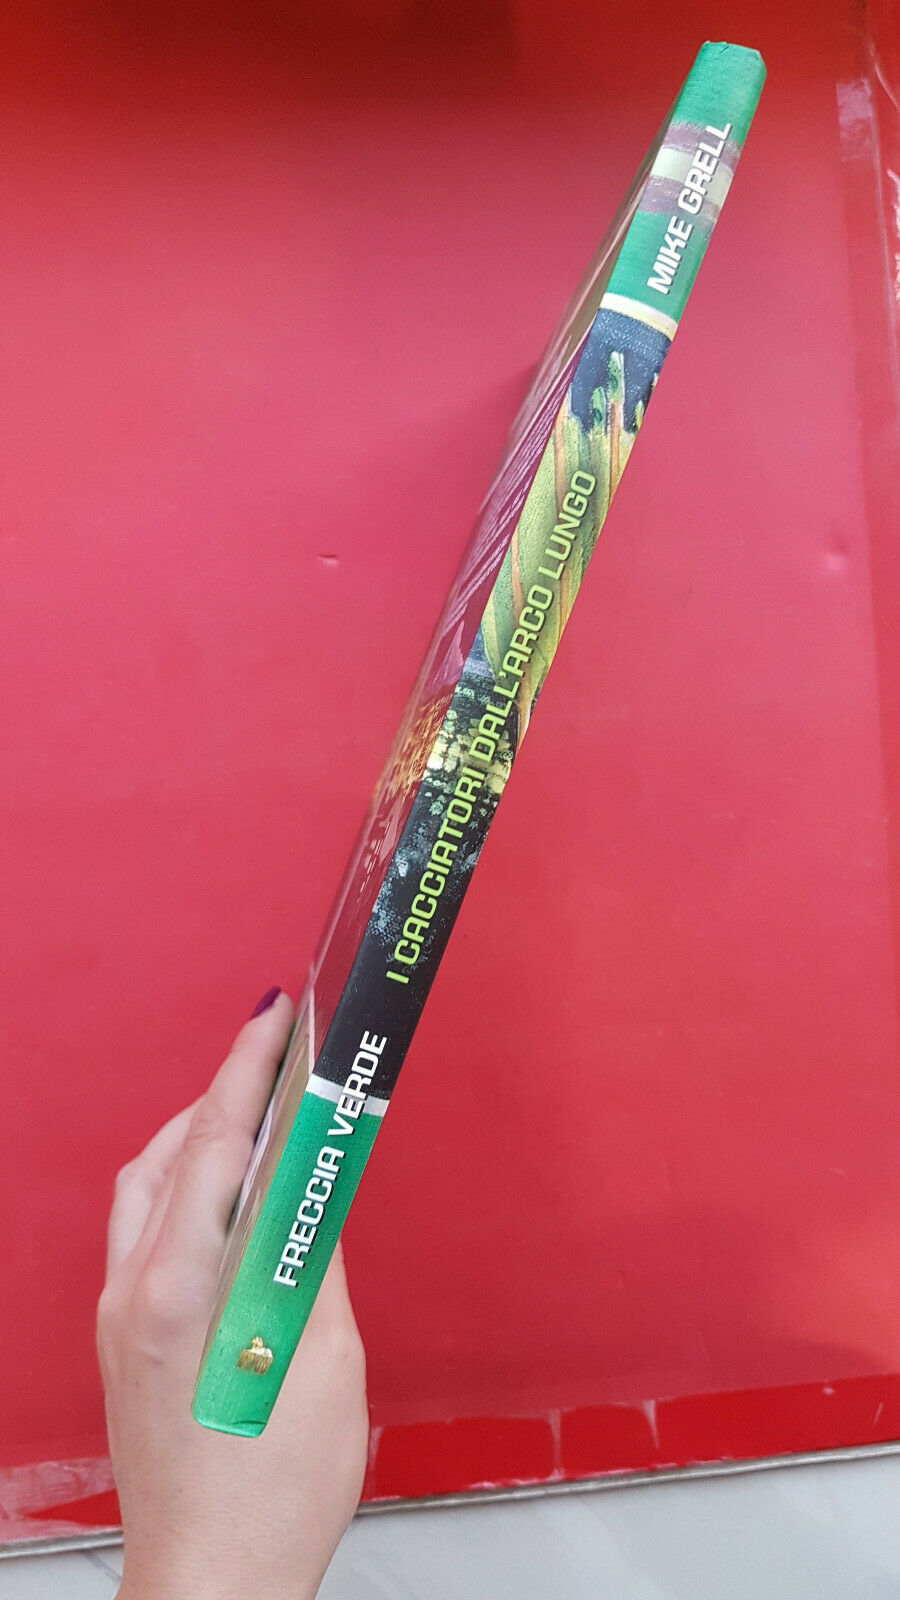 FRECCIA VERDE
I CACCIATORI DALL'ARCO LUNGO
MIKE GRELL